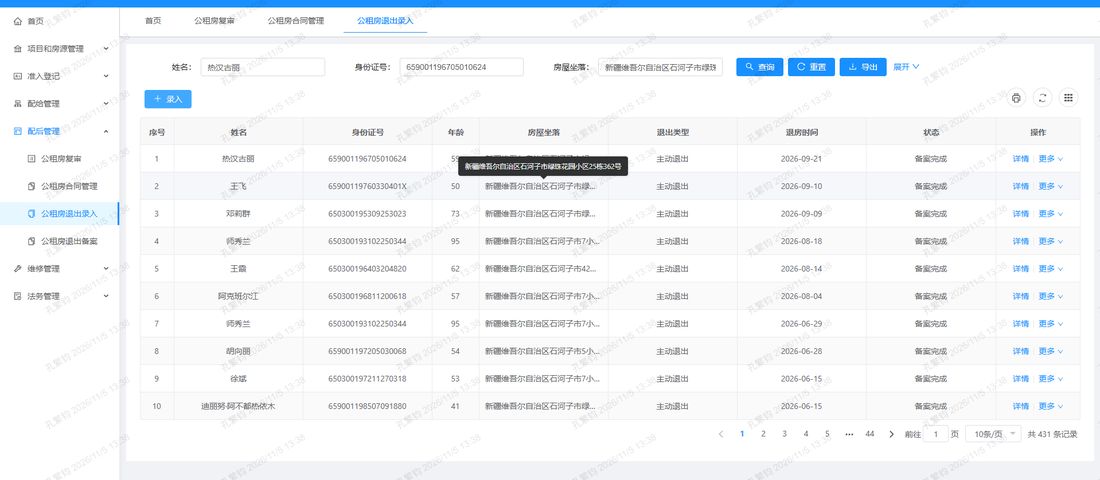 首页 公租房复审 公租房合同管理 公租房退出录入
首页
项目和房源管理
准入登记
配给管理
配后管理
公租房复审
公租房合同管理
公租房退出录入
公租房退出备案
维修管理
法务管理
姓名: 热汉古丽 身份证号: 659001196705010624 房屋坐落: 新疆维吾尔自治区石河子市绿珠 查询 重置 导出 展开
+ 录入
序号 姓名 身份证号 年龄 房屋坐落 退出类型 退房时间 状态 操作
1 热汉古丽 659001196705010624 59 主动退出 2026-09-21 备案完成 详情 更多
新疆维吾尔自治区石河子市绿珠花园小区25栋362号
2 王飞 65900119760330401X 50 新疆维吾尔自治区石河子市绿... 主动退出 2026-09-10 备案完成 详情 更多
3 邓莉群 650300195309253023 73 新疆维吾尔自治区石河子市绿... 主动退出 2026-09-09 备案完成 详情 更多
4 师秀兰 650300193102250344 95 新疆维吾尔自治区石河子市7小... 主动退出 2026-08-18 备案完成 详情 更多
5 王霞 650300196403204820 62 新疆维吾尔自治区石河子市42... 主动退出 2026-08-14 备案完成 详情 更多
6 阿克班尔江 650300196811200618 57 新疆维吾尔自治区石河子市7小... 主动退出 2026-08-04 备案完成 详情 更多
7 师秀兰 650300193102250344 95 新疆维吾尔自治区石河子市7小... 主动退出 2026-06-29 备案完成 详情 更多
8 胡向丽 659001197205030068 54 新疆维吾尔自治区石河子市5小... 主动退出 2026-06-28 备案完成 详情 更多
9 徐斌 650300197211270318 53 新疆维吾尔自治区石河子市7小... 主动退出 2026-06-15 备案完成 详情 更多
10 迪丽努·阿不都热依木 659001198507091880 41 新疆维吾尔自治区石河子市绿... 主动退出 2026-06-15 备案完成 详情 更多
1 2 3 4 5 ••• 44 前往 1 页 10条/页 共 431 条记录
孔繁钧 2026/11/5 13:38